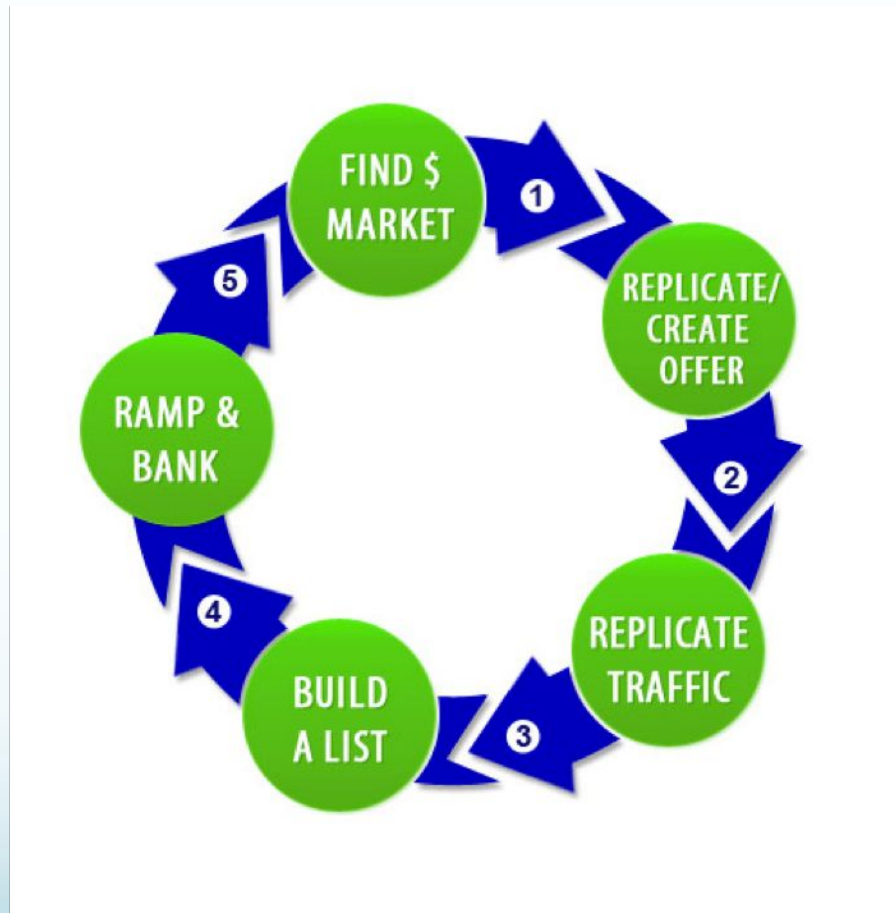 FIND $
MARKET
1
REPLICATE/
CREATE
OFFER
2
REPLICATE
TRAFFIC
3
BUILD
A LIST
4
RAMP &
BANK
5